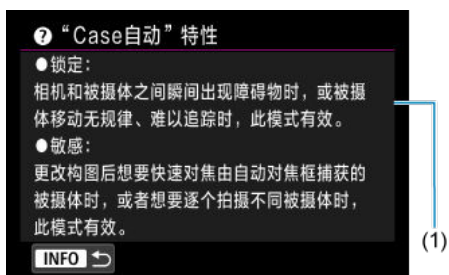 ? “Case自动”特性
●锁定：
相机和被摄体之间瞬间出现障碍物时，或被摄
体移动无规律、难以追踪时，此模式有效。
●敏感：
更改构图后想要快速对焦由自动对焦框捕获的
被摄体时，或者想要逐个拍摄不同被摄体时，
此模式有效。
INFO
(1)